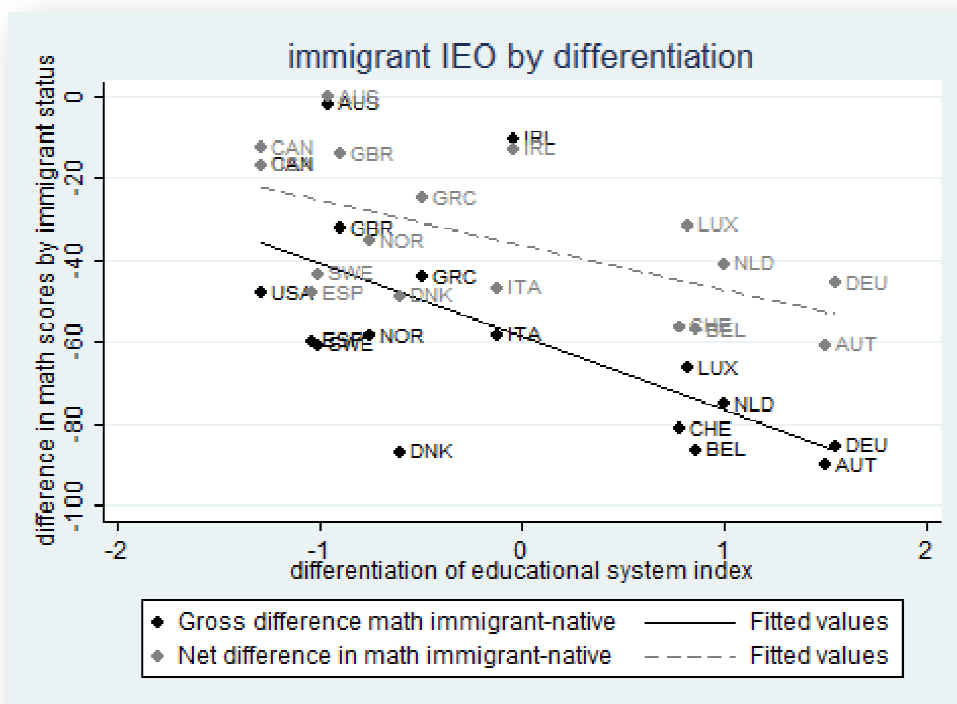 immigrant IEO by differentiation
difference in math scores by immigrant status
0
-20
-40
-60
-80
-100
AUS
AUS
IRL
IRL
CAN
CAN
GBR
GRC
GBR
NOR
LUX
NLD
SWE
GRC
DEU
USA
ESP
DNK
ITA
CHE
BEL
ESP
SWE
NOR
ITA
AUT
LUX
NLD
CHE
DNK
BEL
DEU
AUT
-2
-1
0
1
2
differentiation of educational system index
Gross difference math immigrant-native
Fitted values
Net difference in math immigrant-native
Fitted values